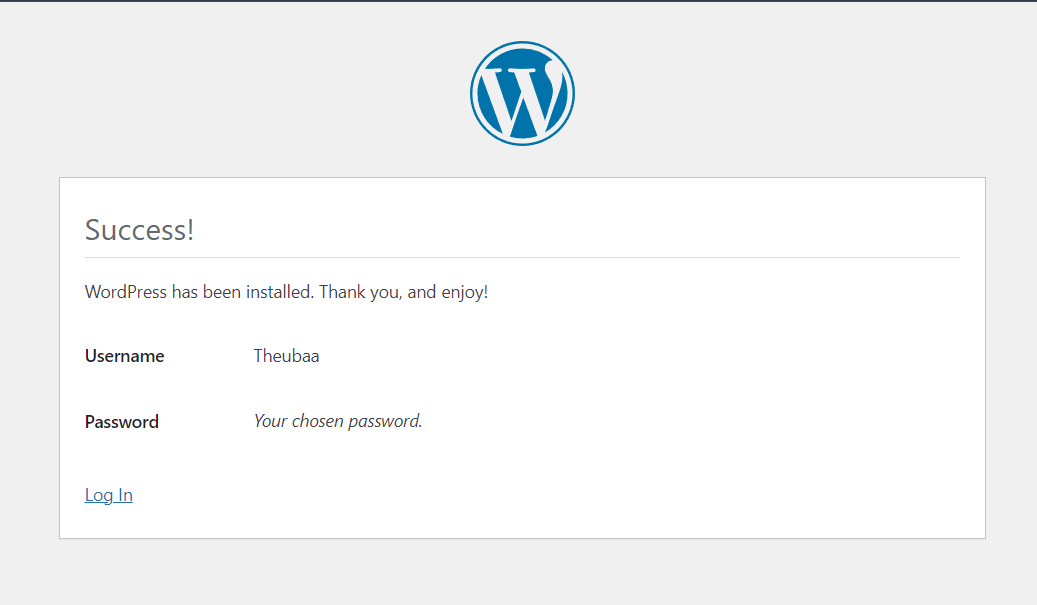 Success!
WordPress has been installed. Thank you, and enjoy!
Username Theubaa
Password Your chosen password.
Log In